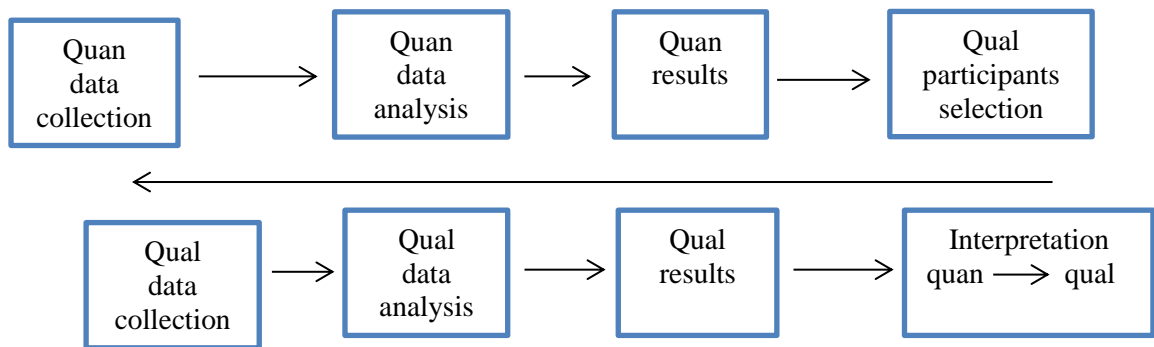 Quan
data
collection
Quan
data
analysis
Quan
results
Qual
participants
selection
Qual
data
collection
Qual
data
analysis
Qual
results
Interpretation
quan qual